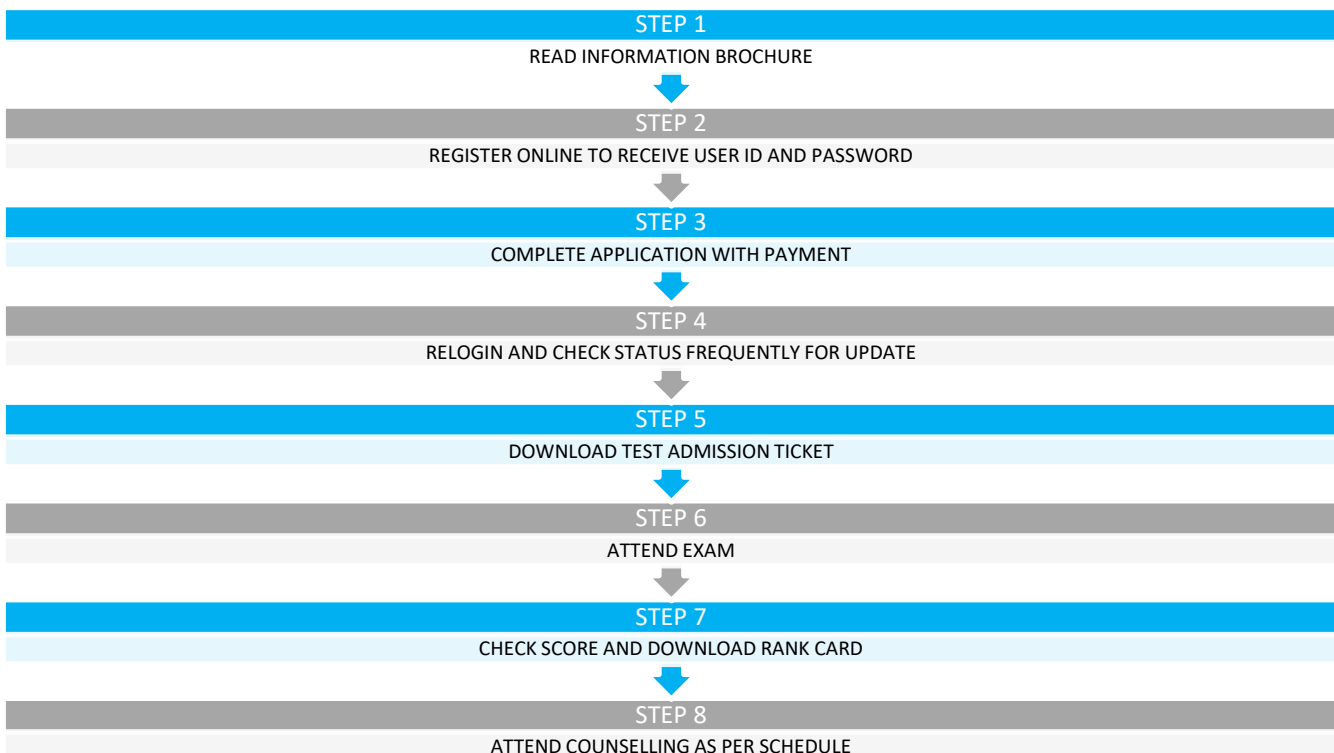 STEP 1
READ INFORMATION BROCHURE
STEP 2
REGISTER ONLINE TO RECEIVE USER ID AND PASSWORD
STEP 3
COMPLETE APPLICATION WITH PAYMENT
STEP 4
RELOGIN AND CHECK STATUS FREQUENTLY FOR UPDATE
STEP 5
DOWNLOAD TEST ADMISSION TICKET
STEP 6
ATTEND EXAM
STEP 7
CHECK SCORE AND DOWNLOAD RANK CARD
STEP 8
ATTEND COUNSELLING AS PER SCHEDULE